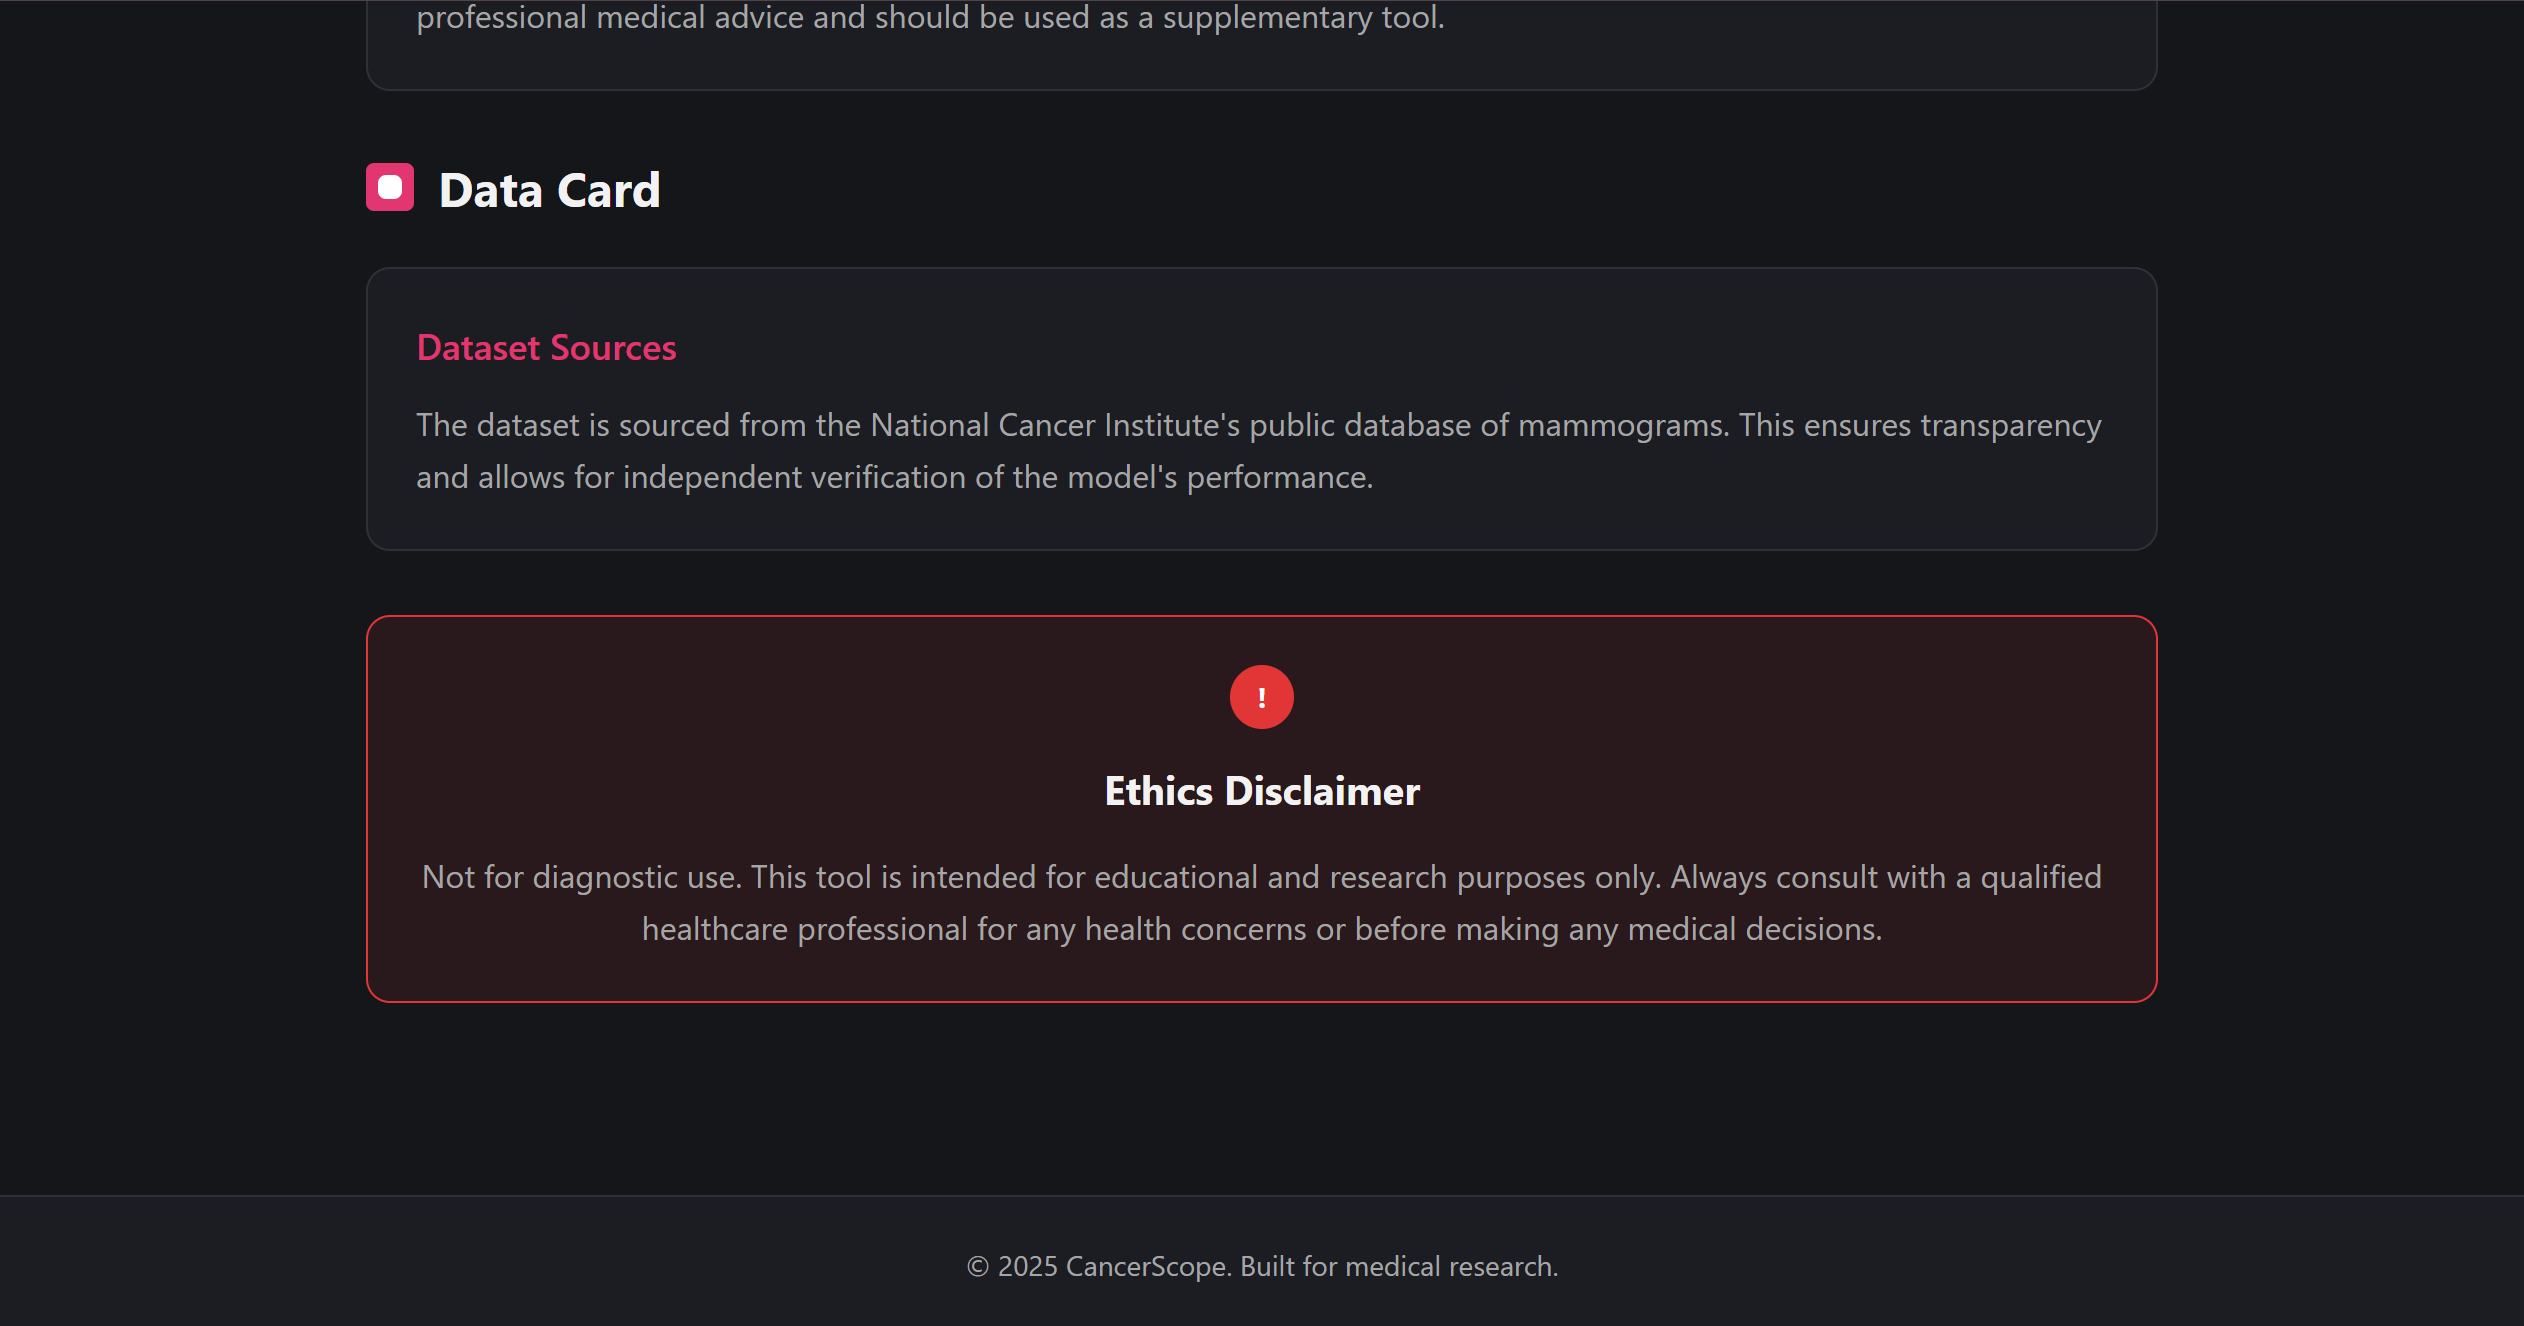 professional medical advice and should be used as a supplementary tool.
Data Card
Dataset Sources
The dataset is sourced from the National Cancer Institute's public database of mammograms. This ensures transparency
and allows for independent verification of the model's performance.
!
Ethics Disclaimer
Not for diagnostic use. This tool is intended for educational and research purposes only. Always consult with a qualified
healthcare professional for any health concerns or before making any medical decisions.
© 2025 CancerScope. Built for medical research.